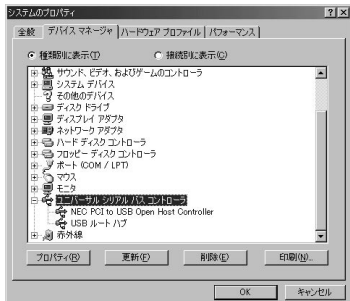 システムのプロパティ
全般 デバイス マネージャ ハードウェア プロファイル パフォーマンス
種類別に表示(T) 接続別に表示(C)
サウンド、ビデオ、およびゲームのコントローラ
システム デバイス
その他のデバイス
ディスク ドライブ
ディスプレイ アダプタ
ネットワーク アダプタ
ハード ディスク コントローラ
フロッピー ディスク コントローラ
ポート (COM / LPT)
マウス
モニタ
ユニバーサル シリアル バス コントローラ
NEC PCI to USB Open Host Controller
USB ルート ハブ
赤外線
プロパティ(R) 更新(F) 削除(E) 印刷(N)...
OK キャンセル